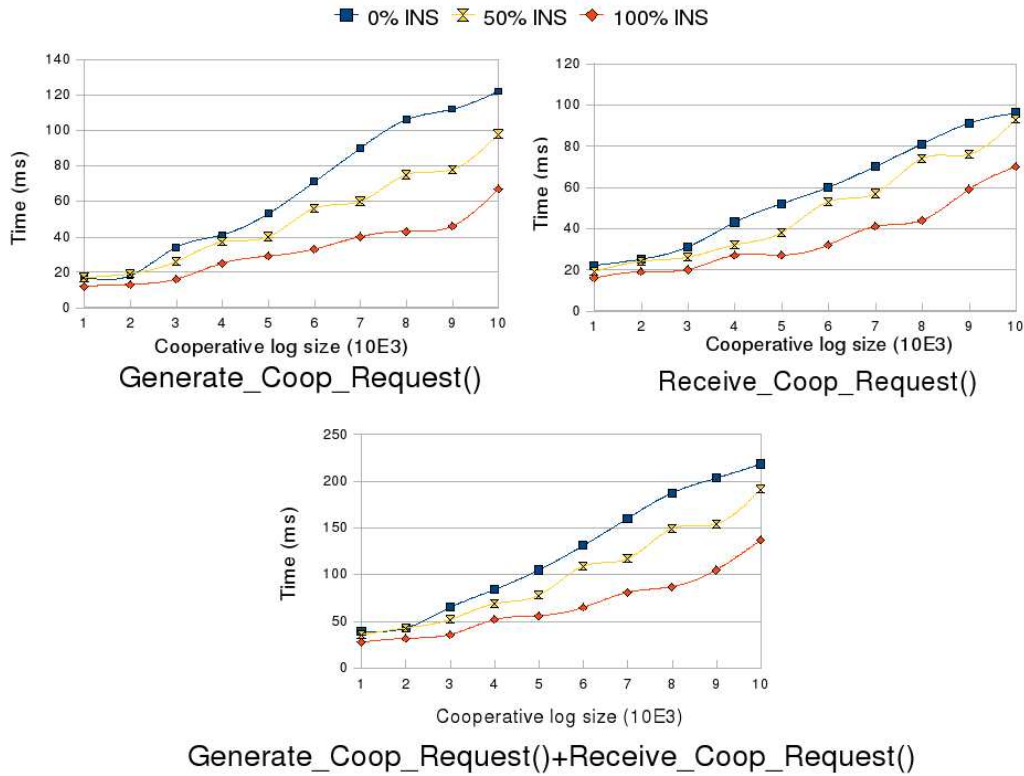 0% INS 50% INS 100% INS
140
120
100
80
60
40
20
0
Time (ms)
1 2 3 4 5 6 7 8 9 10
Cooperative log size (10E3)
Generate_Coop_Request()
120
100
80
60
40
20
0
Time (ms)
1 2 3 4 5 6 7 8 9 10
Cooperative log size (10E3)
Receive_Coop_Request()
250
200
150
100
50
0
Time (ms)
1 2 3 4 5 6 7 8 9 10
Cooperative log size (10E3)
Generate_Coop_Request()+Receive_Coop_Request()